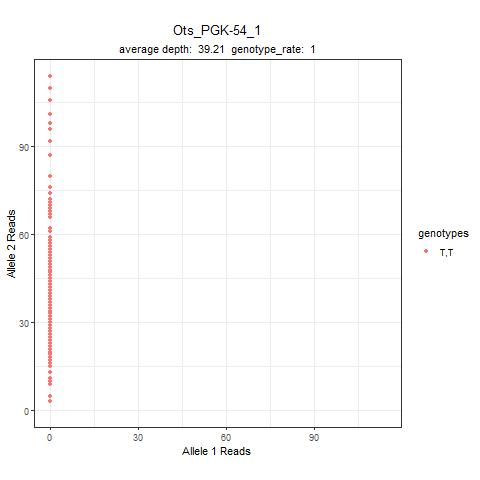 Ots_PGK-54_1
average depth: 39.21 genotype_rate: 1
90
60
30
0
Allele 2 Reads
0 30 60 90
Allele 1 Reads
genotypes
T,T